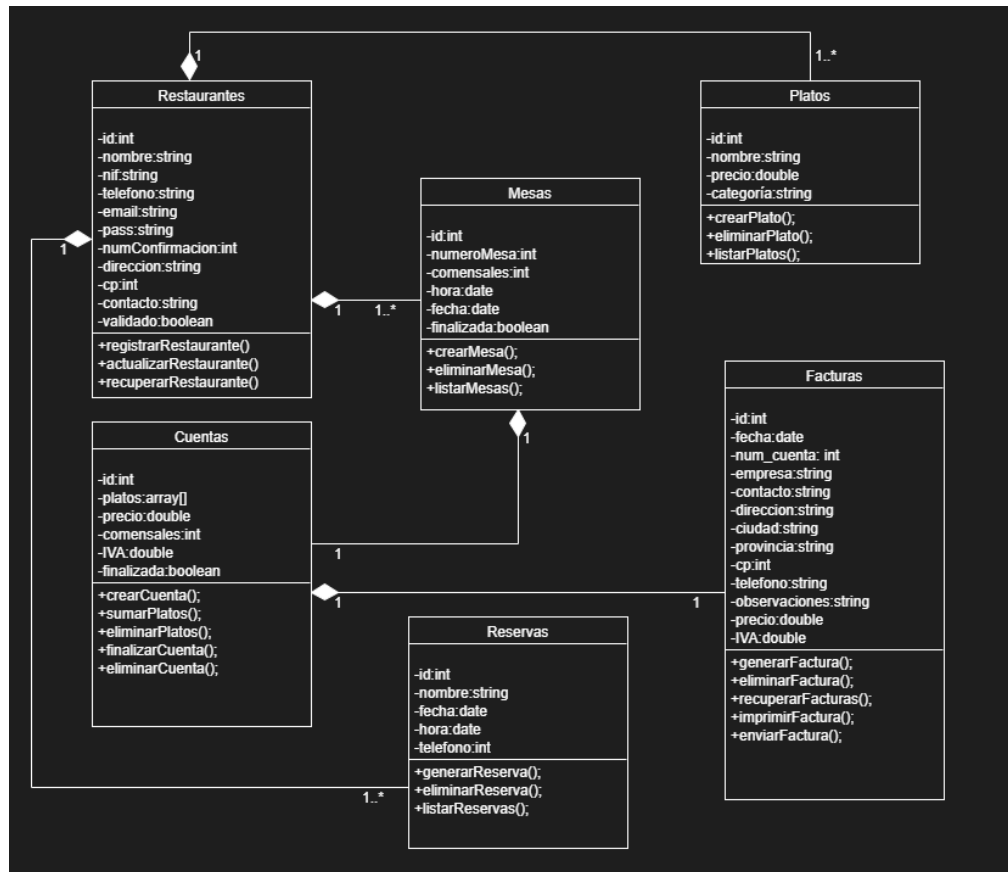 1
1..*
Restaurantes
-id:int
-nombre:string
-nif:string
-telefono:string
-email:string
-pass:string
-numConfirmacion:int
-direccion:string
-cp:int
-contacto:string
-validado:boolean
+registrarRestaurante()
+actualizarRestaurante()
+recuperarRestaurante()
1
1
1..*
Platos
-id:int
-nombre:string
-precio:double
-categoría:string
+crearPlato();
+eliminarPlato();
+listarPlatos();
Mesas
-id:int
-numeroMesa:int
-comensales:int
-hora:date
-fecha:date
-finalizada:boolean
+crearMesa();
+eliminarMesa();
+listarMesas();
1
1
Cuentas
-id:int
-platos:array[]
-precio:double
-comensales:int
-IVA:double
-finalizada:boolean
+crearCuenta();
+sumarPlatos();
+eliminarPlatos();
+finalizarCuenta();
+eliminarCuenta();
1
1
Facturas
-id:int
-fecha:date
-num_cuenta: int
-empresa:string
-contacto:string
-direccion:string
-ciudad:string
-provincia:string
-cp:int
-telefono:string
-observaciones:string
-precio:double
-IVA:double
+generarFactura();
+eliminarFactura();
+recuperarFacturas();
+imprimirFactura();
+enviarFactura();
Reservas
-id:int
-nombre:string
-fecha:date
-hora:date
-telefono:int
+generarReserva();
+eliminarReserva();
+listarReservas();
1..*